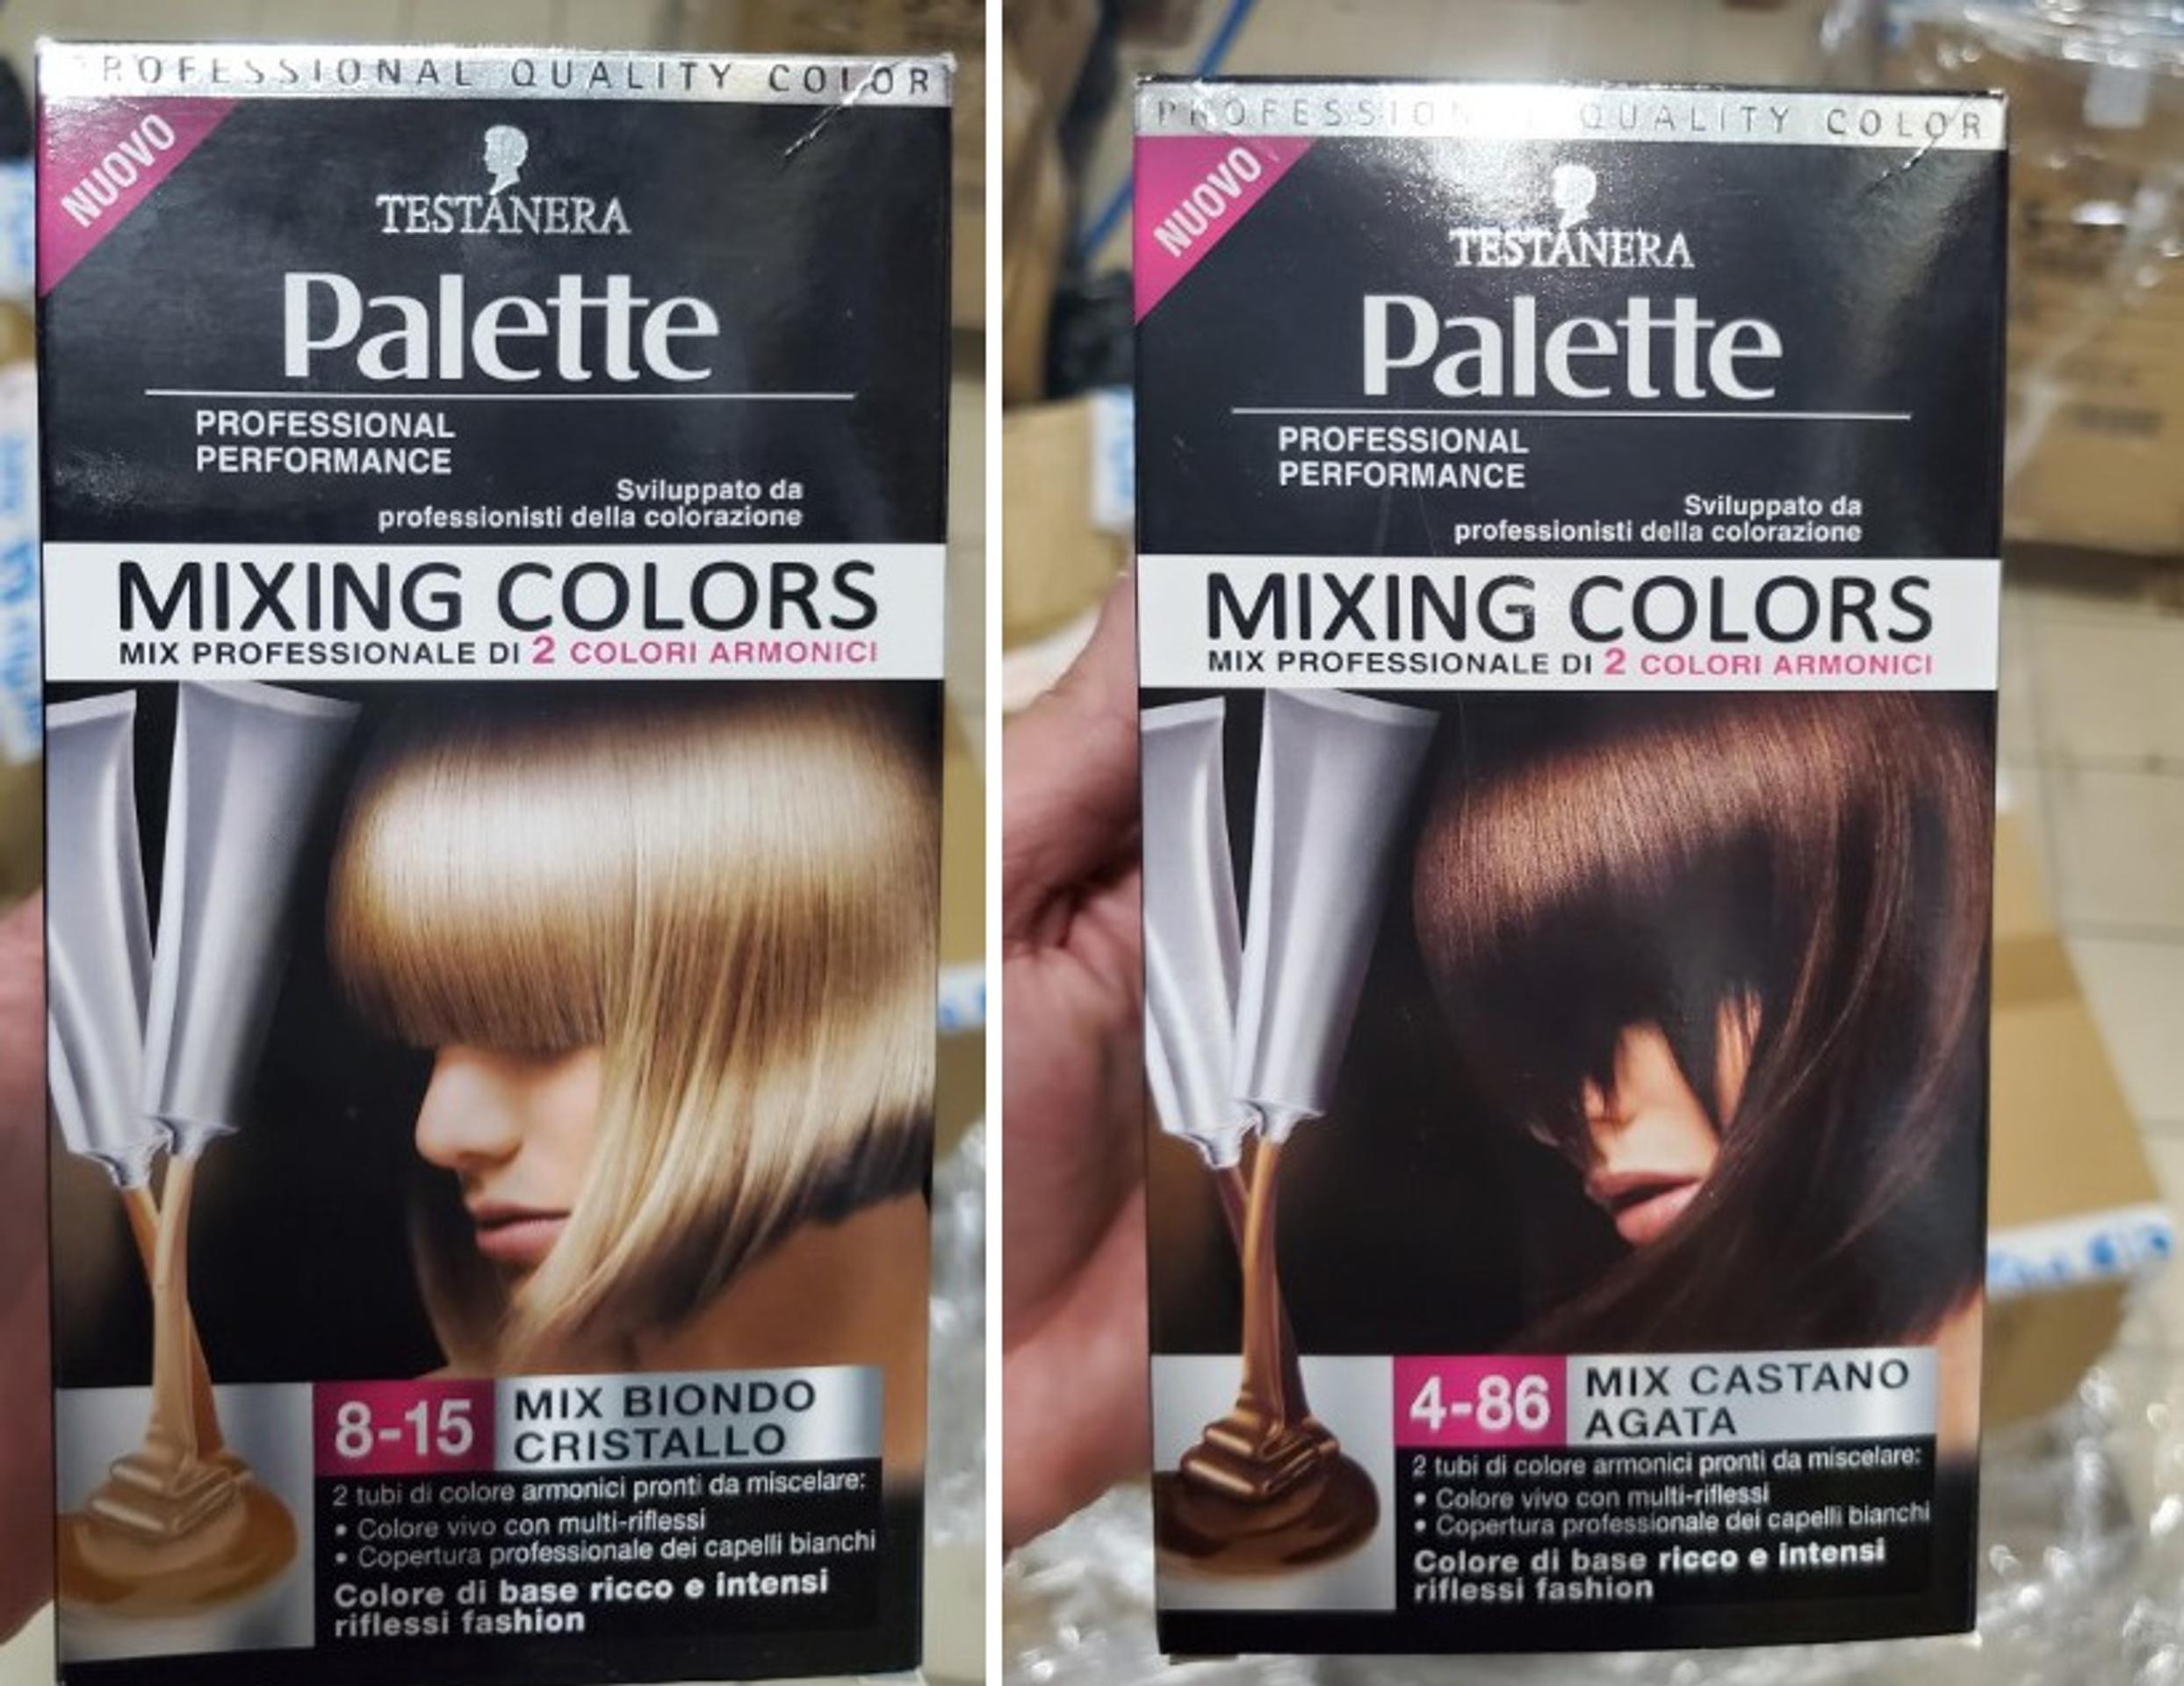 PROFESSIONAL QUALITY COLOR
NUOVO
TESTANERA
Palette
PROFESSIONAL
PERFORMANCE
Sviluppato da
professionisti della colorazione
MIXING COLORS
MIX PROFESSIONALE DI 2 COLORI ARMONICI
8-15 MIX BIONDO
CRISTALLO
2 tubi di colore armonici pronti da miscelare:
• Colore vivo con multi-riflessi
• Copertura professionale dei capelli bianchi
Colore di base ricco e intensi
riflessi fashion
PROFESSIONAL QUALITY COLOR
NUOVO
TESTANERA
Palette
PROFESSIONAL
PERFORMANCE
Sviluppato da
professionisti della colorazione
MIXING COLORS
MIX PROFESSIONALE DI 2 COLORI ARMONICI
4-86 MIX CASTANO
AGATA
2 tubi di colore armonici pronti da miscelare:
• Colore vivo con multi-riflessi
• Copertura professionale dei capelli bianchi
Colore di base ricco e intensi
riflessi fashion